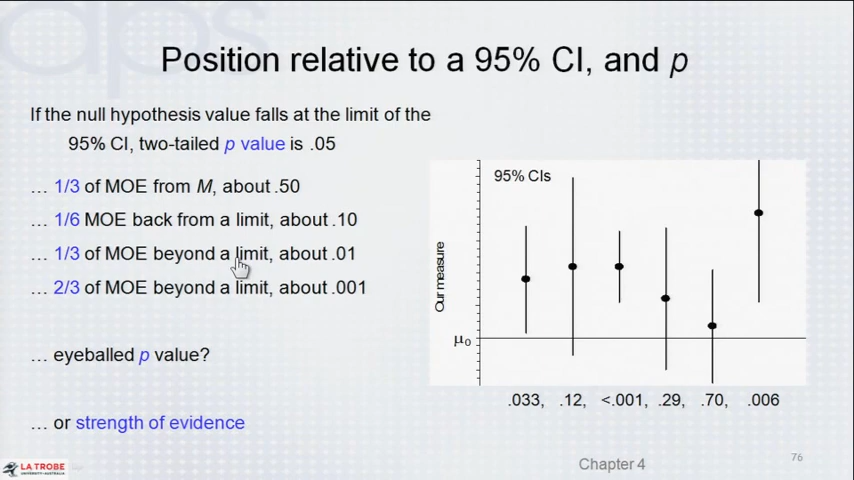 Position relative to a 95% CI, and p
If the null hypothesis value falls at the limit of the
95% CI, two-tailed p value is .05
… 1/3 of MOE from M, about .50
… 1/6 MOE back from a limit, about .10
… 1/3 of MOE beyond a limit, about .01
… 2/3 of MOE beyond a limit, about .001
… eyeballed p value?
… or strength of evidence
95% CIs
Our measure
μ₀
.033, .12, <.001, .29, .70, .006
LA TROBE
UNIVERSITY•AUSTRALIA
Chapter 4
76
aps